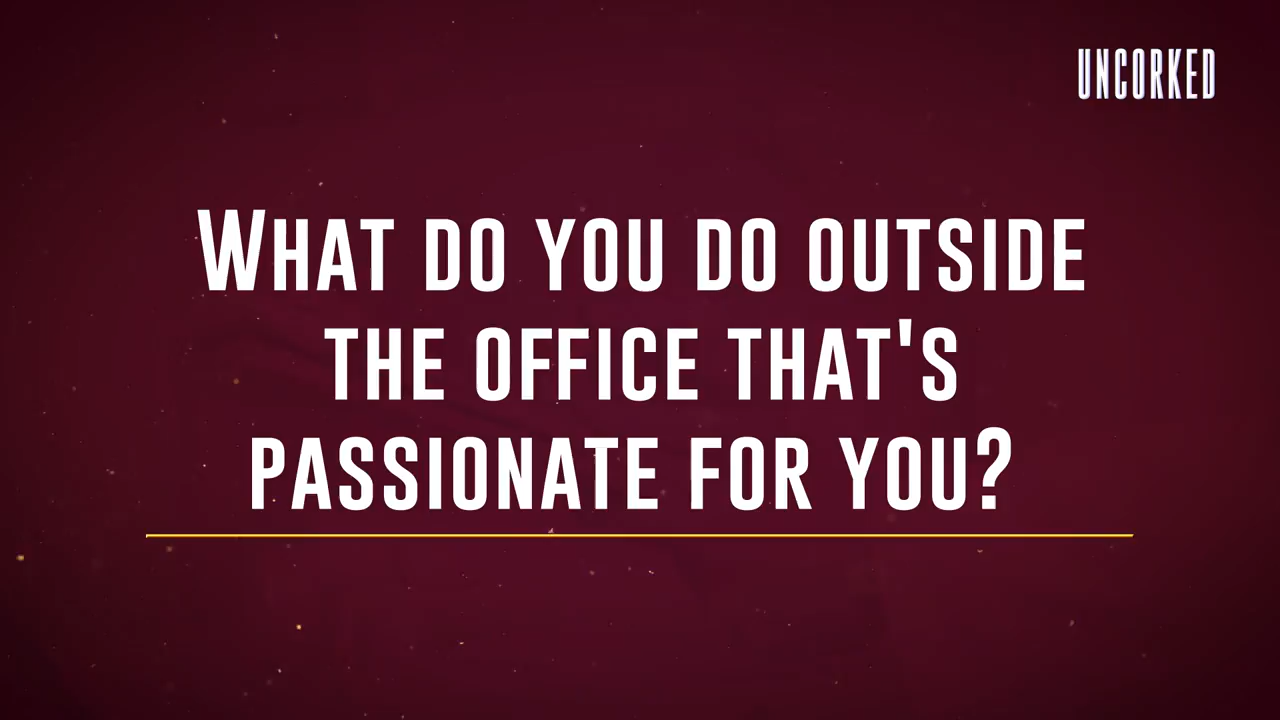 UNCORKED
WHAT DO YOU DO OUTSIDE
THE OFFICE THAT'S
PASSIONATE FOR YOU?